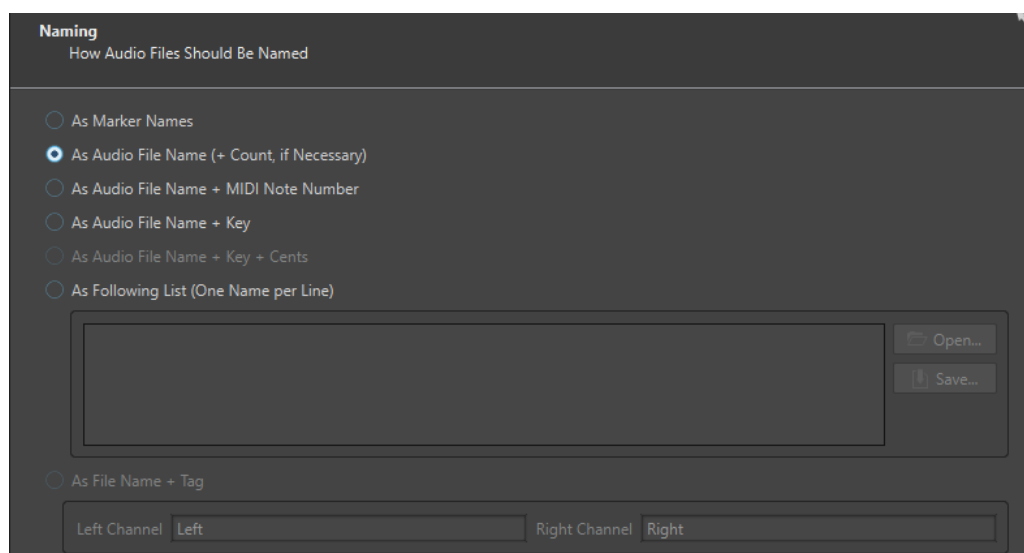 Naming
How Audio Files Should Be Named
As Marker Names
As Audio File Name (+ Count, if Necessary)
As Audio File Name + MIDI Note Number
As Audio File Name + Key
As Audio File Name + Key + Cents
As Following List (One Name per Line)
Open...
Save...
As File Name + Tag
Left Channel Left Right Channel Right